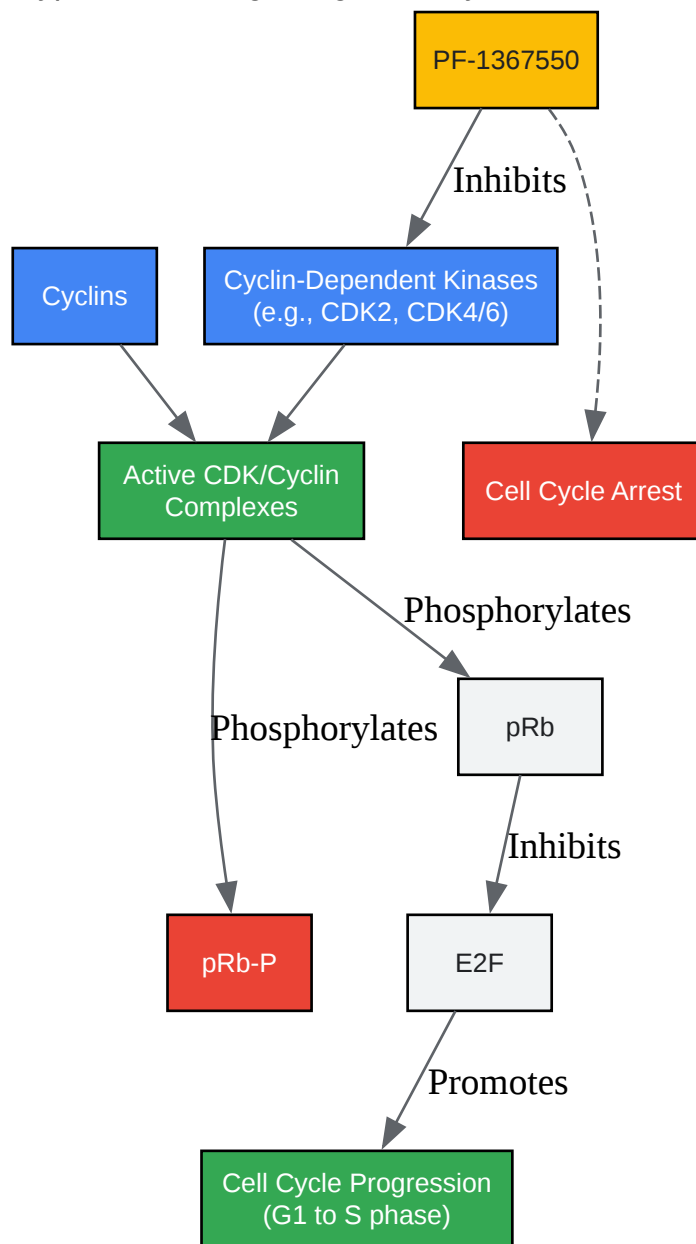 PF-1367550
Inhibits
Cyclins
Cyclin-Dependent Kinases
(e.g., CDK2, CDK4/6)
Active CDK/Cyclin
Complexes
Cell Cycle Arrest
Phosphorylates
Phosphorylates
pRb
Inhibits
pRb-P
E2F
Promotes
Cell Cycle Progression
(G1 to S phase)